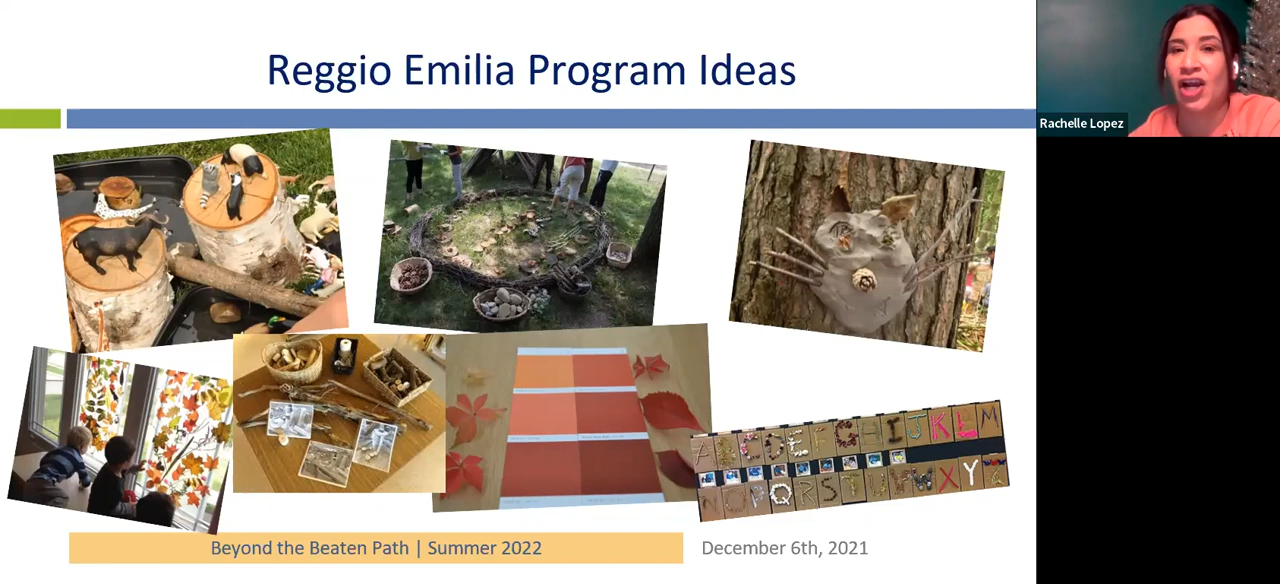 Reggio Emilia Program Ideas
Rachelle Lopez
A B C D E F G H I J K L M
N O P Q R S T U V W X Y Z
Beyond the Beaten Path | Summer 2022
December 6th, 2021